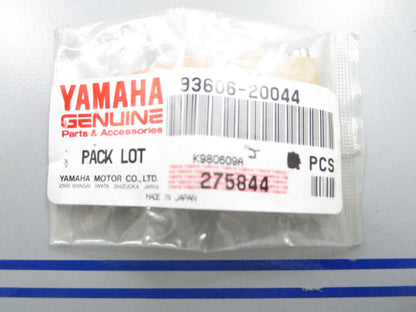 YAMAHA
GENUINE
Parts & Accessories
93606-20044
PACK LOT
K980609A
PCS
YAMAHA MOTOR CO., LTD.
2500 SHINGAI IWATA SHIZUOKA JAPAN
275844
MADE IN JAPAN